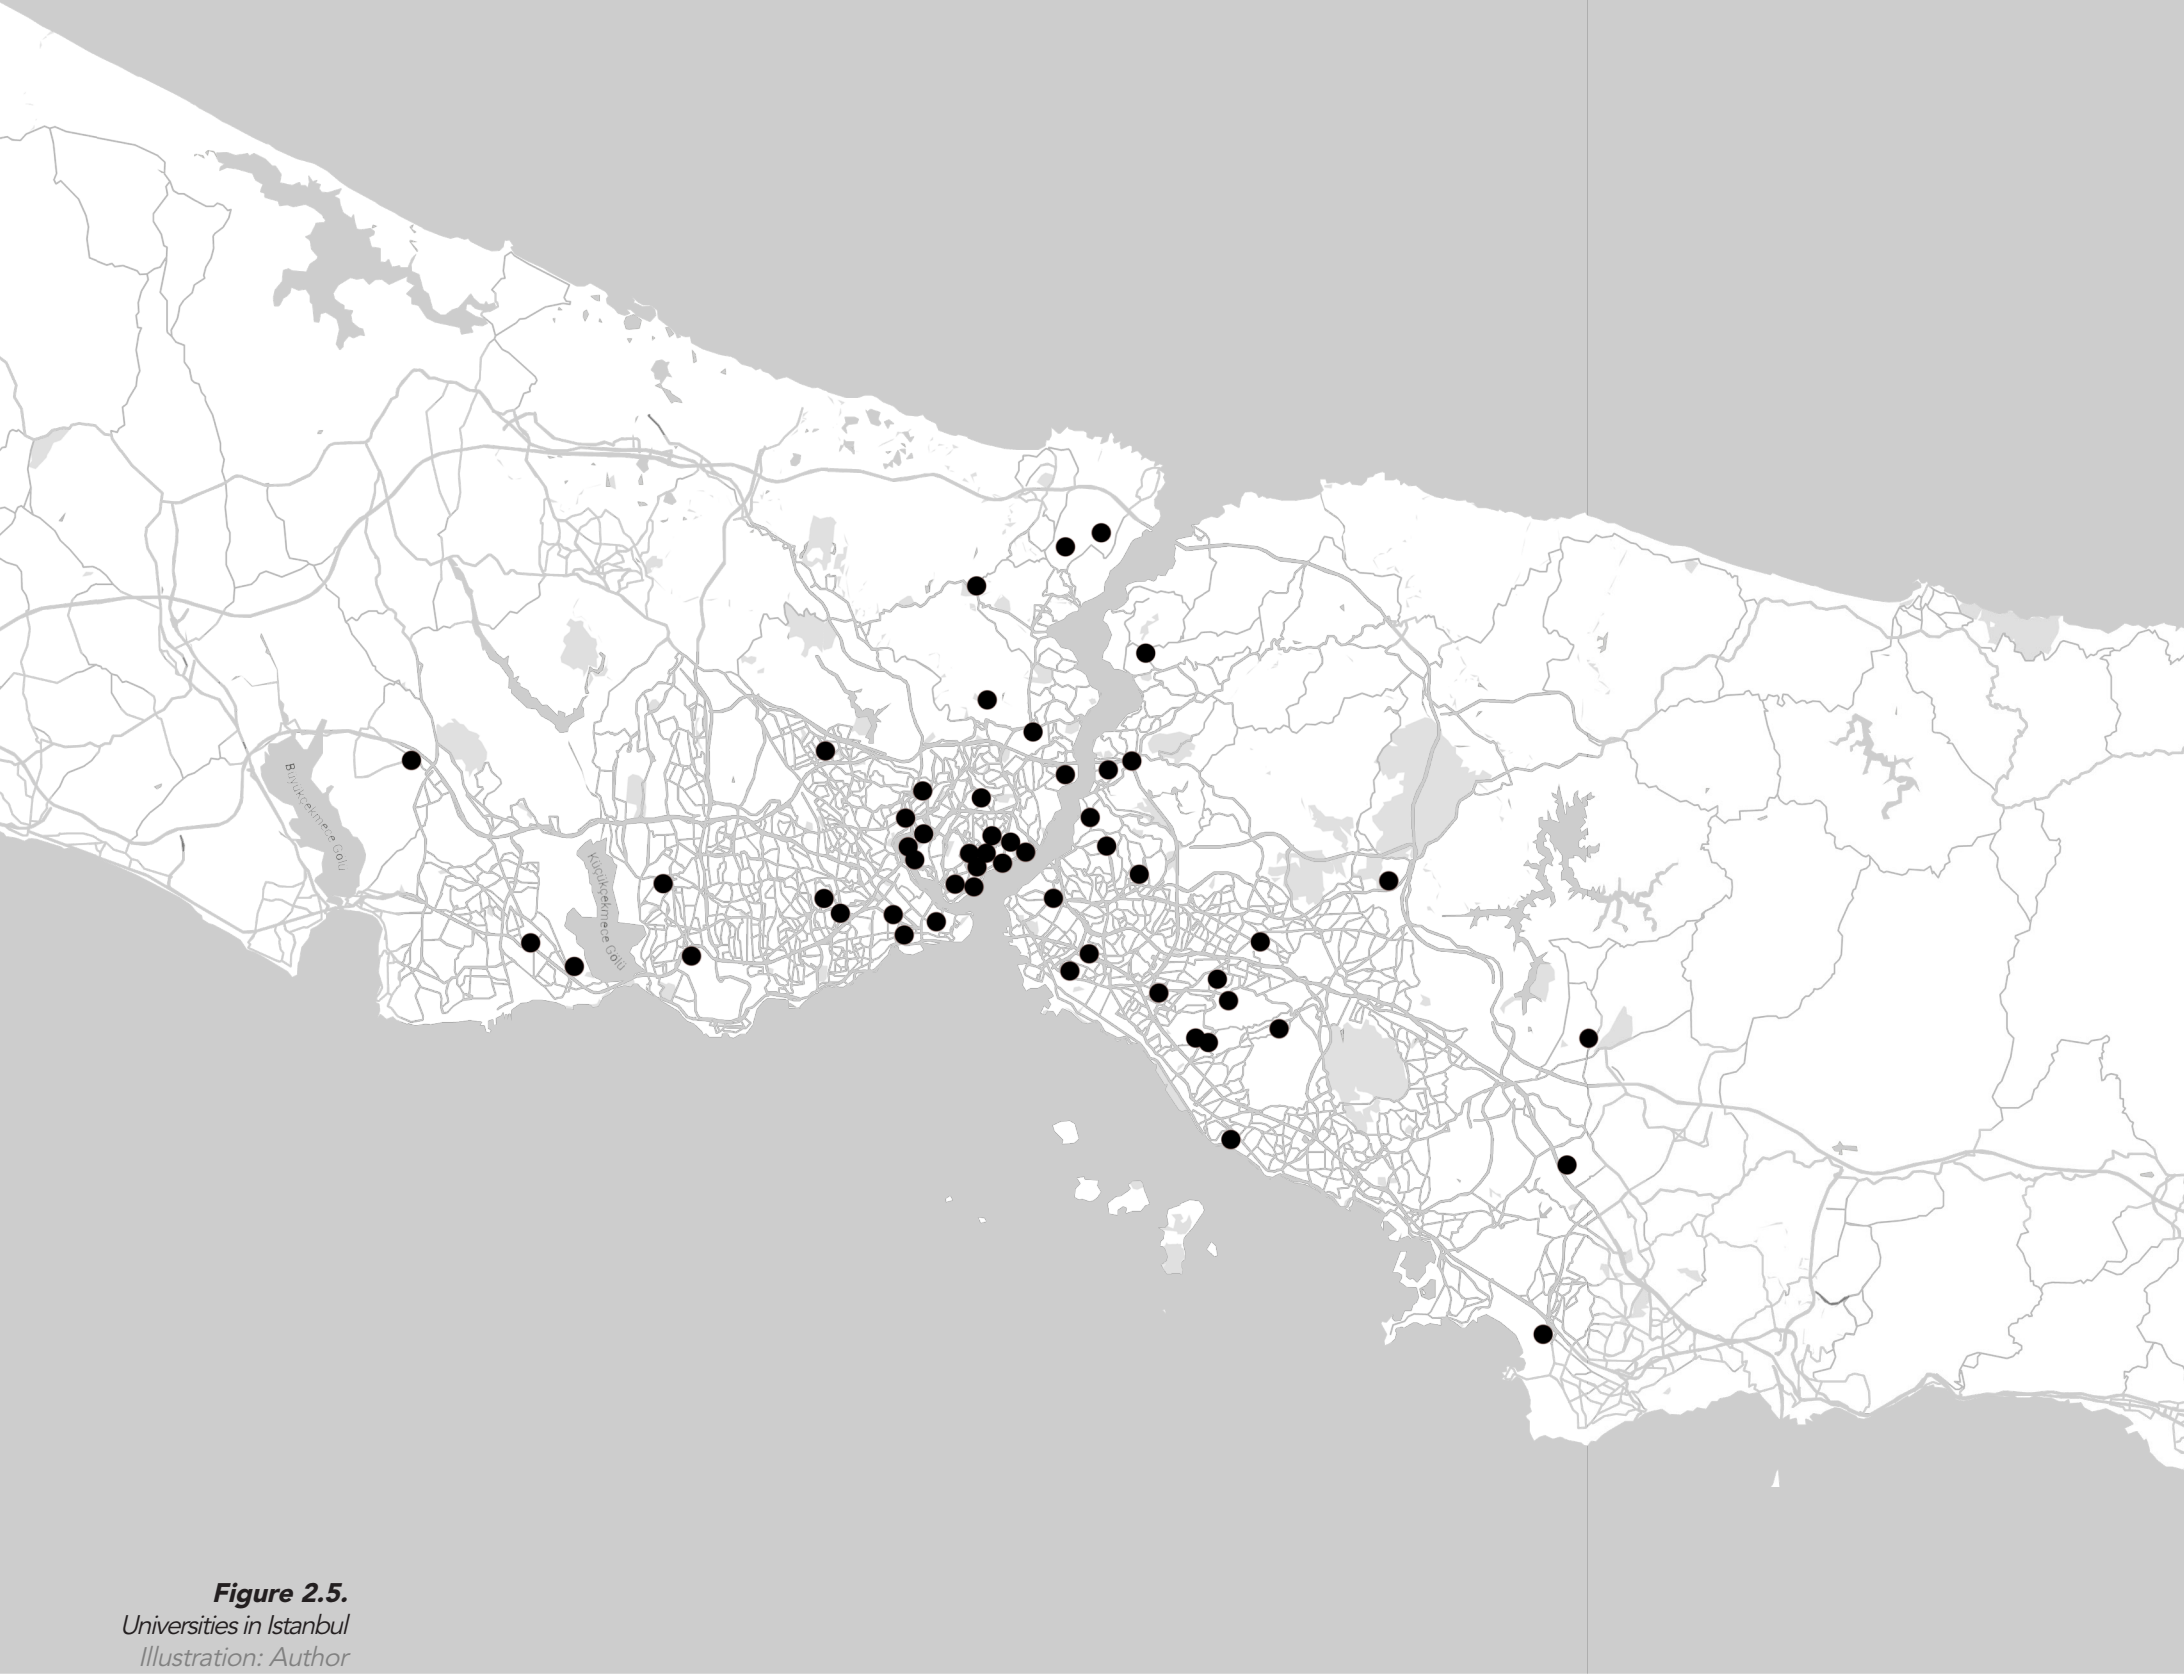 Büyükçekmece Gölü
Küçükçekmece Gölü
Figure 2.5.
Universities in Istanbul
Illustration: Author